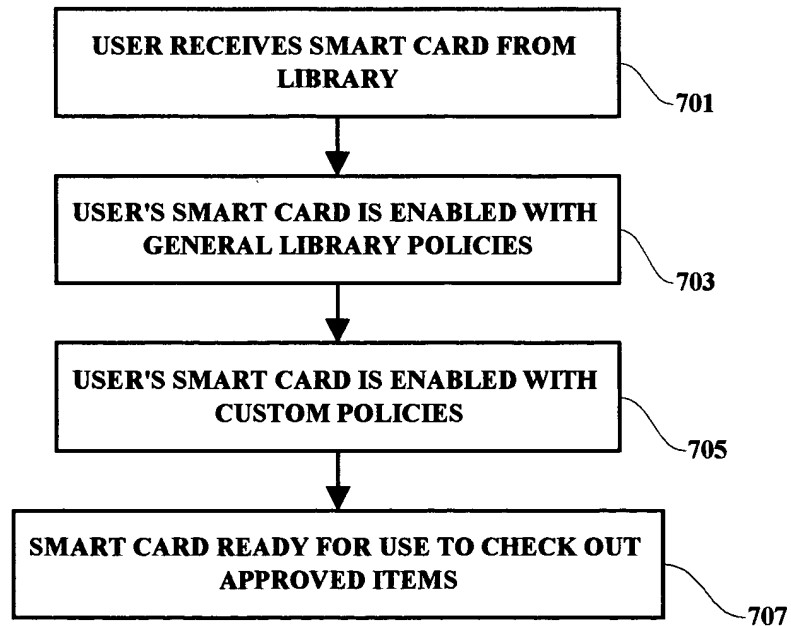 USER RECEIVES SMART CARD FROM
LIBRARY
701
USER'S SMART CARD IS ENABLED WITH
GENERAL LIBRARY POLICIES
703
USER'S SMART CARD IS ENABLED WITH
CUSTOM POLICIES
705
SMART CARD READY FOR USE TO CHECK OUT
APPROVED ITEMS
707